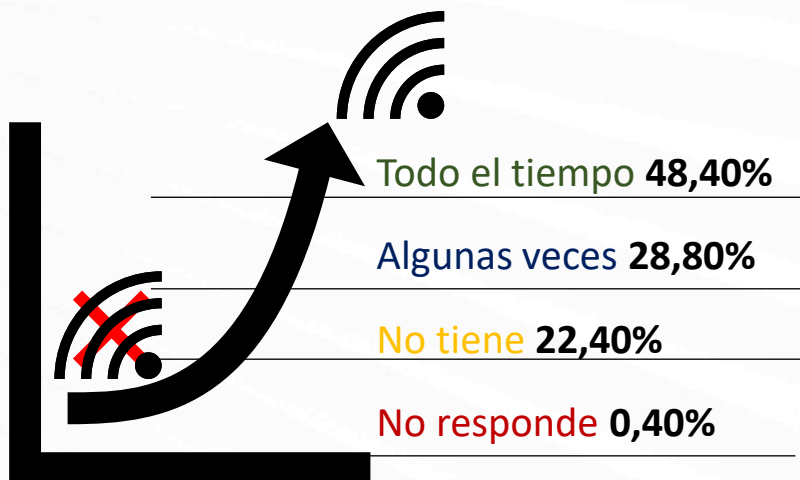 Todo el tiempo 48,40%
Algunas veces 28,80%
No tiene 22,40%
No responde 0,40%